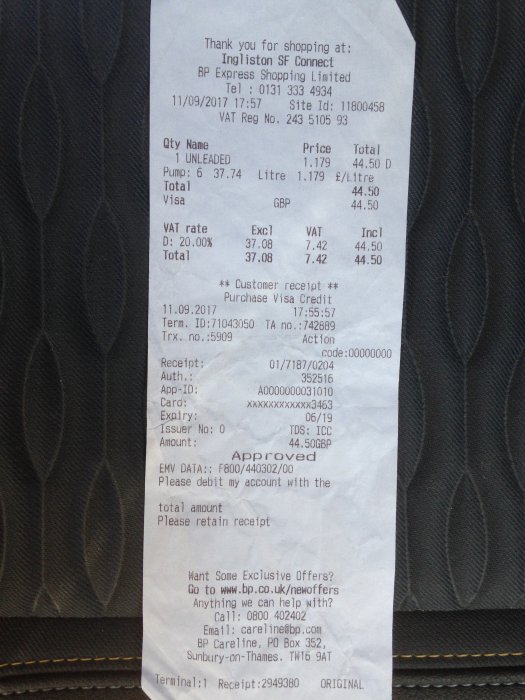 Thank you for shopping at:
Ingliston SF Connect
BP Express Shopping Limited
Tel : 0131 333 4934
11/09/2017 17:57 Site Id: 11800458
VAT Reg No. 243 5105 93
Qty Name Price Total
1 UNLEADED 1.179 44.50 D
Pump: 6 37.74 Litre 1.179 £/Litre
Total 44.50
Visa GBP 44.50
VAT rate Excl VAT Incl
D: 20.00% 37.08 7.42 44.50
Total 37.08 7.42 44.50
** Customer receipt **
Purchase Visa Credit
11.09.2017 17:55:57
Term. ID:71043050 TA no.:742889
Trx. no.:5909 Action
code:00000000
Receipt: 01/7187/0204
Auth.: 352516
App-ID: A0000000031010
Card: xxxxxxxxxxxx3463
Expiry: 06/19
Issuer No: 0 TDS: ICC
Amount: 44.50GBP
Approved
EMV DATA:: F800/440302/00
Please debit my account with the
total amount
Please retain receipt
Want Some Exclusive Offers?
Go to www.bp.co.uk/newoffers
Anything we can help with?
Call: 0800 402402
Email: careline@bp.com
BP Careline, PO Box 352,
Sunbury-on-Thames. TW16 9AT
Terminal:1 Receipt:2949380 ORIGINAL